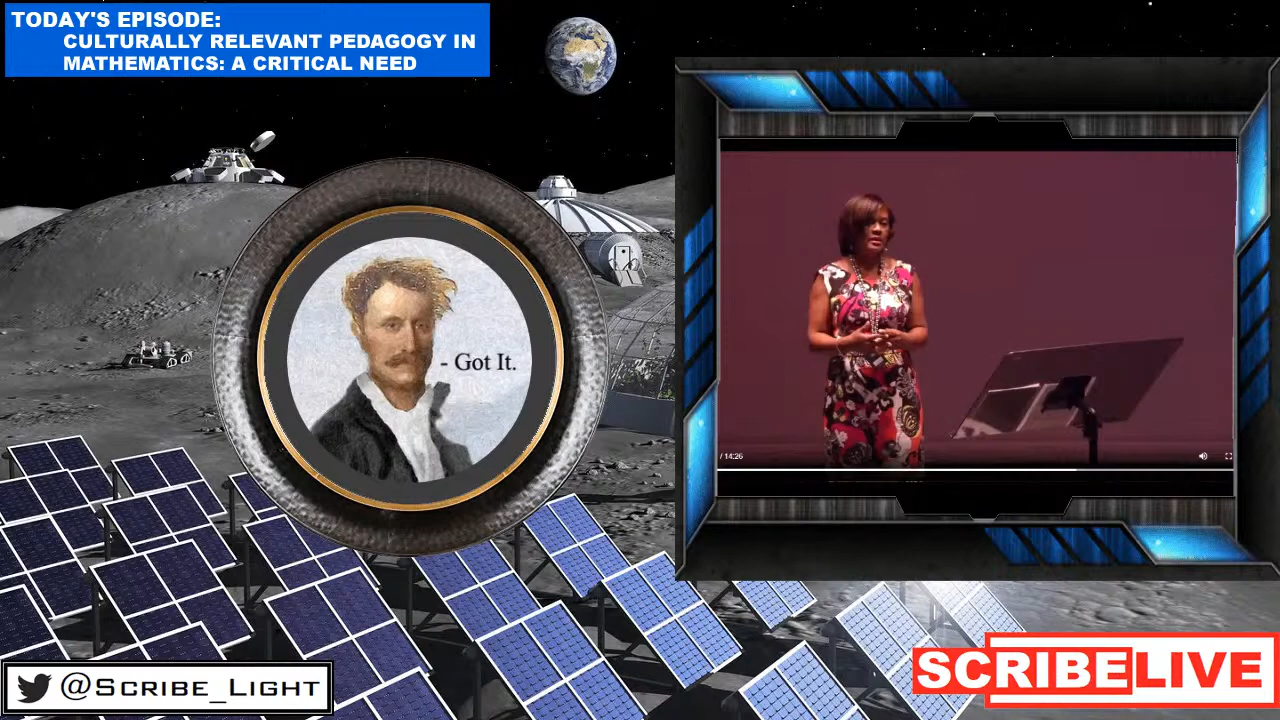 TODAY'S EPISODE:
CULTURALLY RELEVANT PEDAGOGY IN
MATHEMATICS: A CRITICAL NEED
- Got It.
/ 14:26
@SCRIBE_LIGHT
SCRIBELIVE